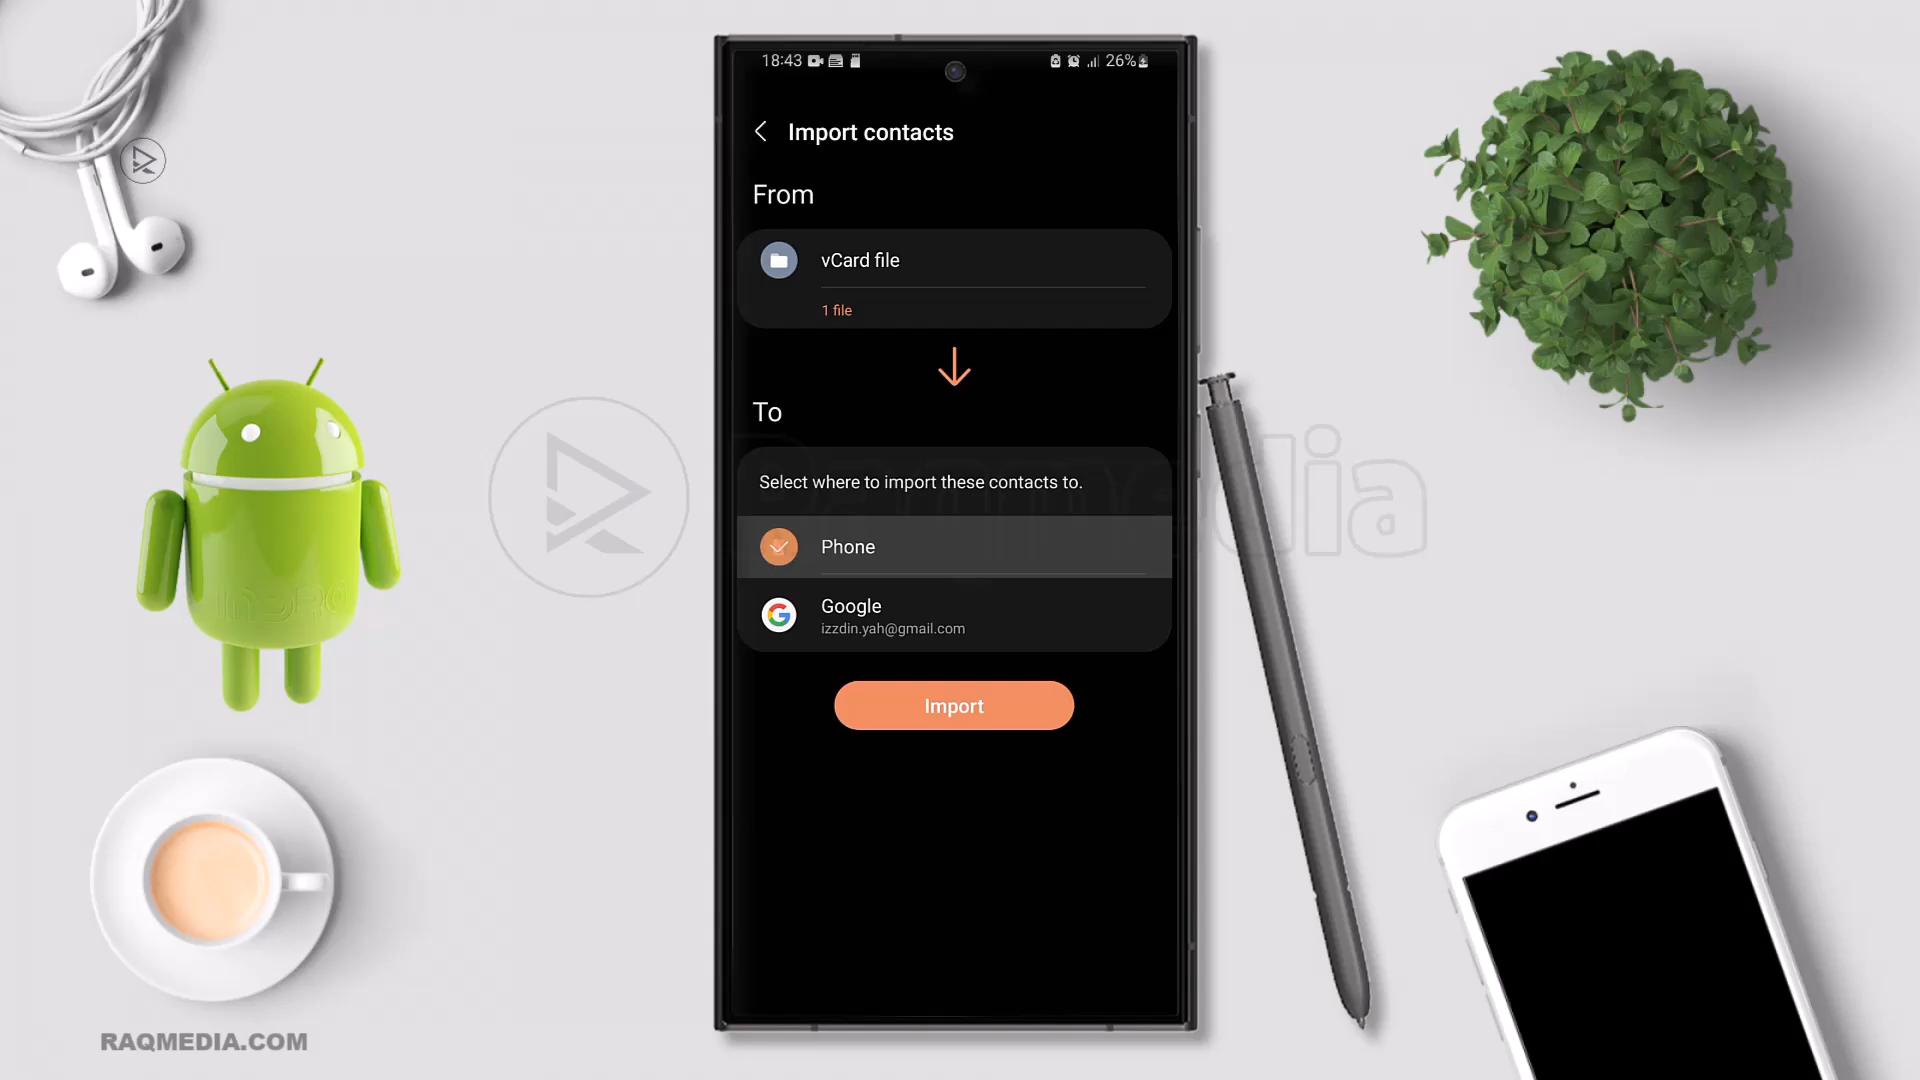 18:43 26%
Import contacts
From
vCard file
1 file
To
Select where to import these contacts to.
Phone
Google
izzdin.yah@gmail.com
Import
Raqmedia
RAQMEDIA.COM